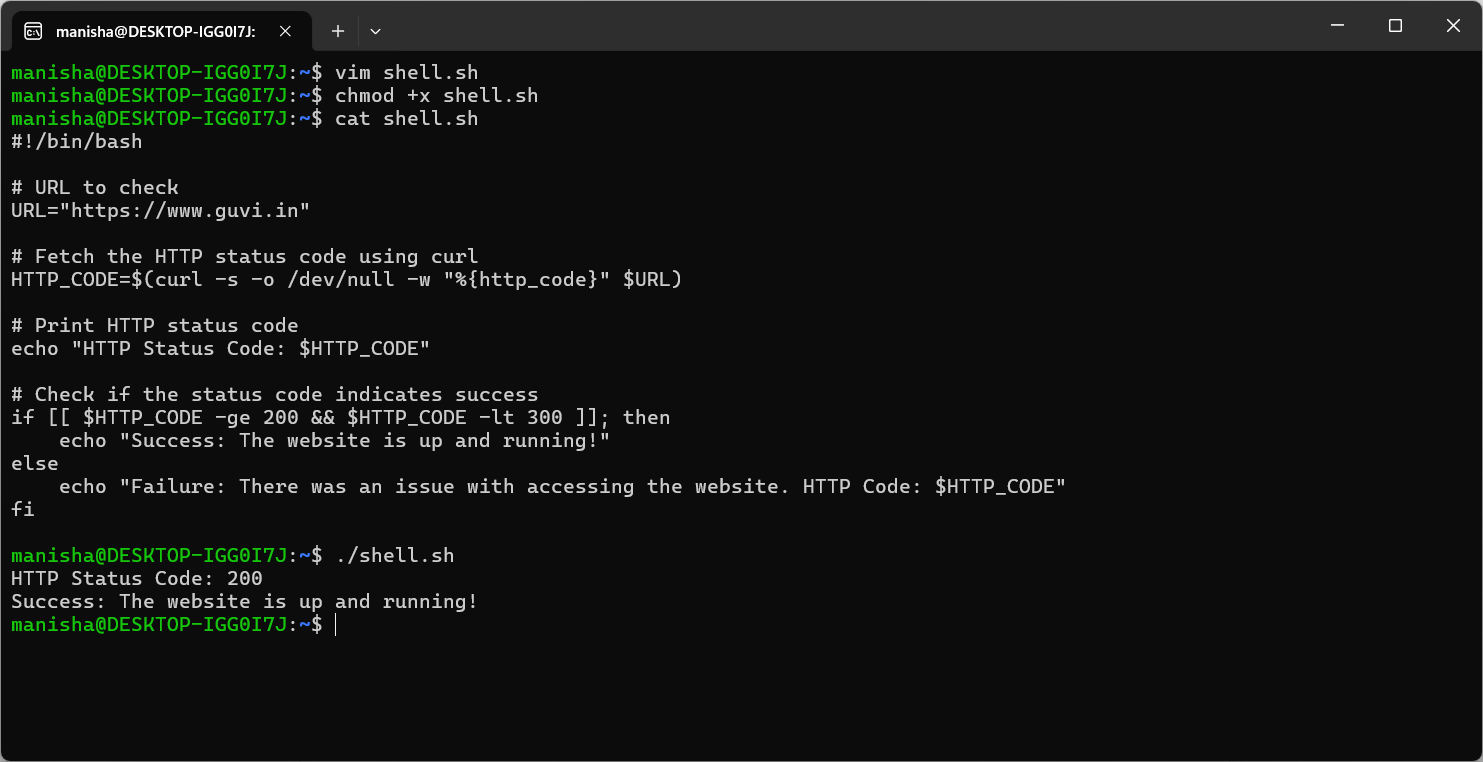 manisha@DESKTOP-IGG0I7J:
manisha@DESKTOP-IGG0I7J:~$ vim shell.sh
manisha@DESKTOP-IGG0I7J:~$ chmod +x shell.sh
manisha@DESKTOP-IGG0I7J:~$ cat shell.sh
#!/bin/bash

# URL to check
URL="https://www.guvi.in"

# Fetch the HTTP status code using curl
HTTP_CODE=$(curl -s -o /dev/null -w "%{http_code}" $URL)

# Print HTTP status code
echo "HTTP Status Code: $HTTP_CODE"

# Check if the status code indicates success
if [[ $HTTP_CODE -ge 200 && $HTTP_CODE -lt 300 ]]; then
    echo "Success: The website is up and running!"
else
    echo "Failure: There was an issue with accessing the website. HTTP Code: $HTTP_CODE"
fi

manisha@DESKTOP-IGG0I7J:~$ ./shell.sh
HTTP Status Code: 200
Success: The website is up and running!
manisha@DESKTOP-IGG0I7J:~$